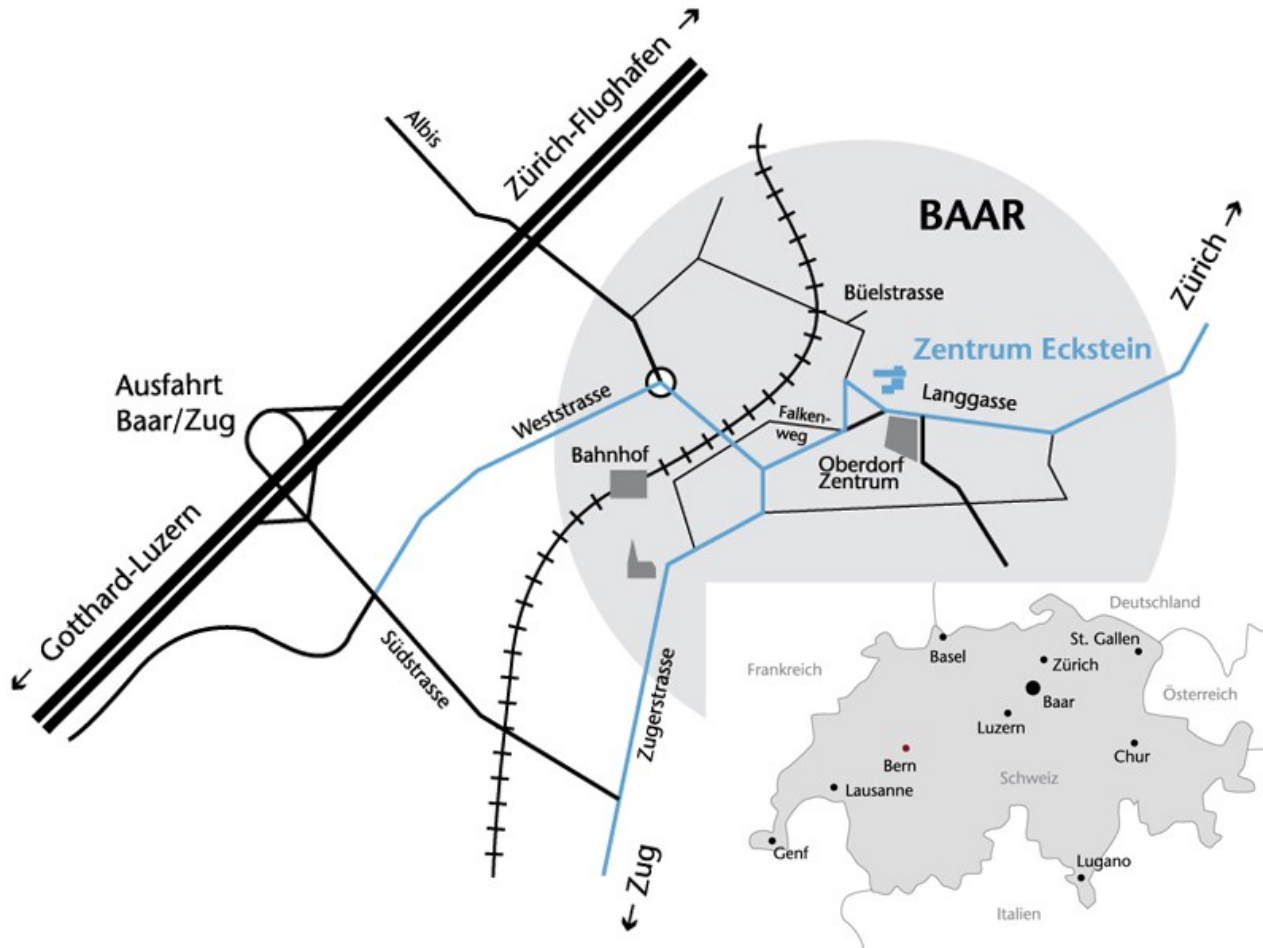 Zürich-Flughafen →
Albis
BAAR
Zürich →
Büelstrasse
Zentrum Eckstein
Ausfahrt
Baar/Zug
Weststrasse
Falken-
weg
Langgasse
Bahnhof
Oberdorf
Zentrum
← Gotthard-Luzern
Südstrasse
Zugerstrasse
← Zug
Deutschland
St. Gallen
Basel
Zürich
Frankreich
Österreich
Baar
Luzern
Chur
Bern
Schweiz
Lausanne
Genf
Lugano
Italien